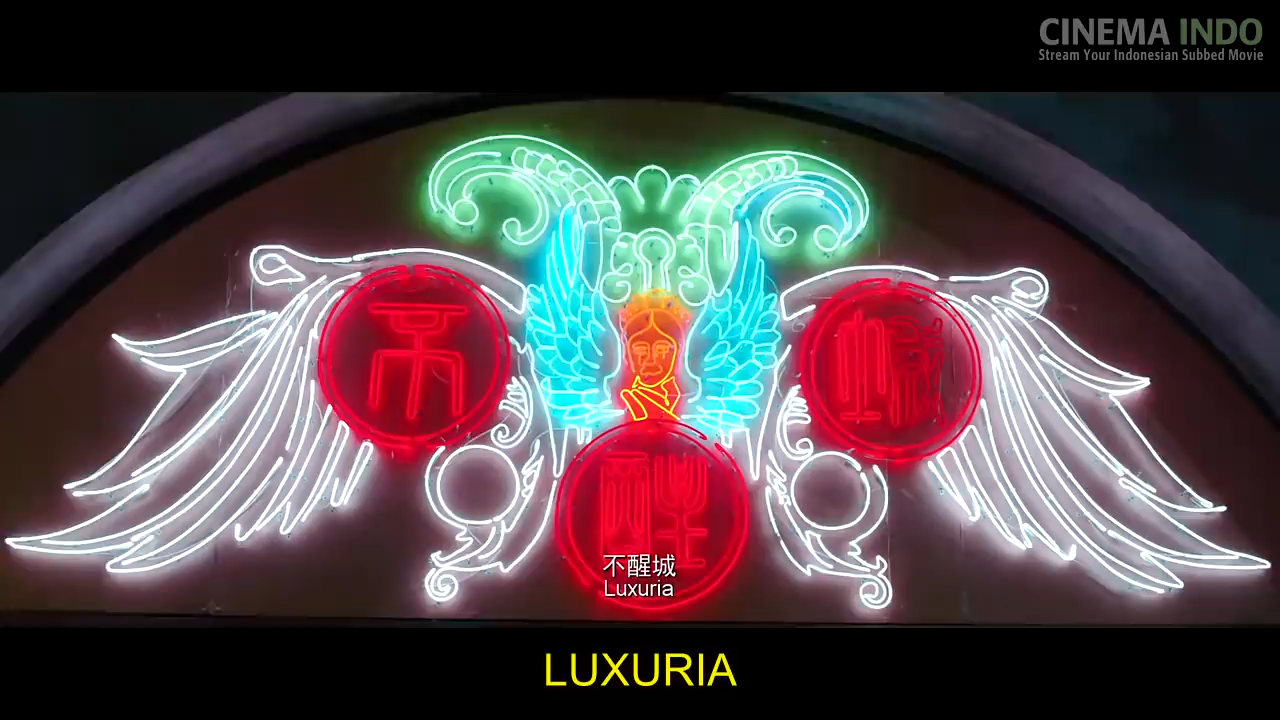 CINEMA INDO
Stream Your Indonesian Subbed Movie
不 醒 城
不醒城
Luxuria
LUXURIA